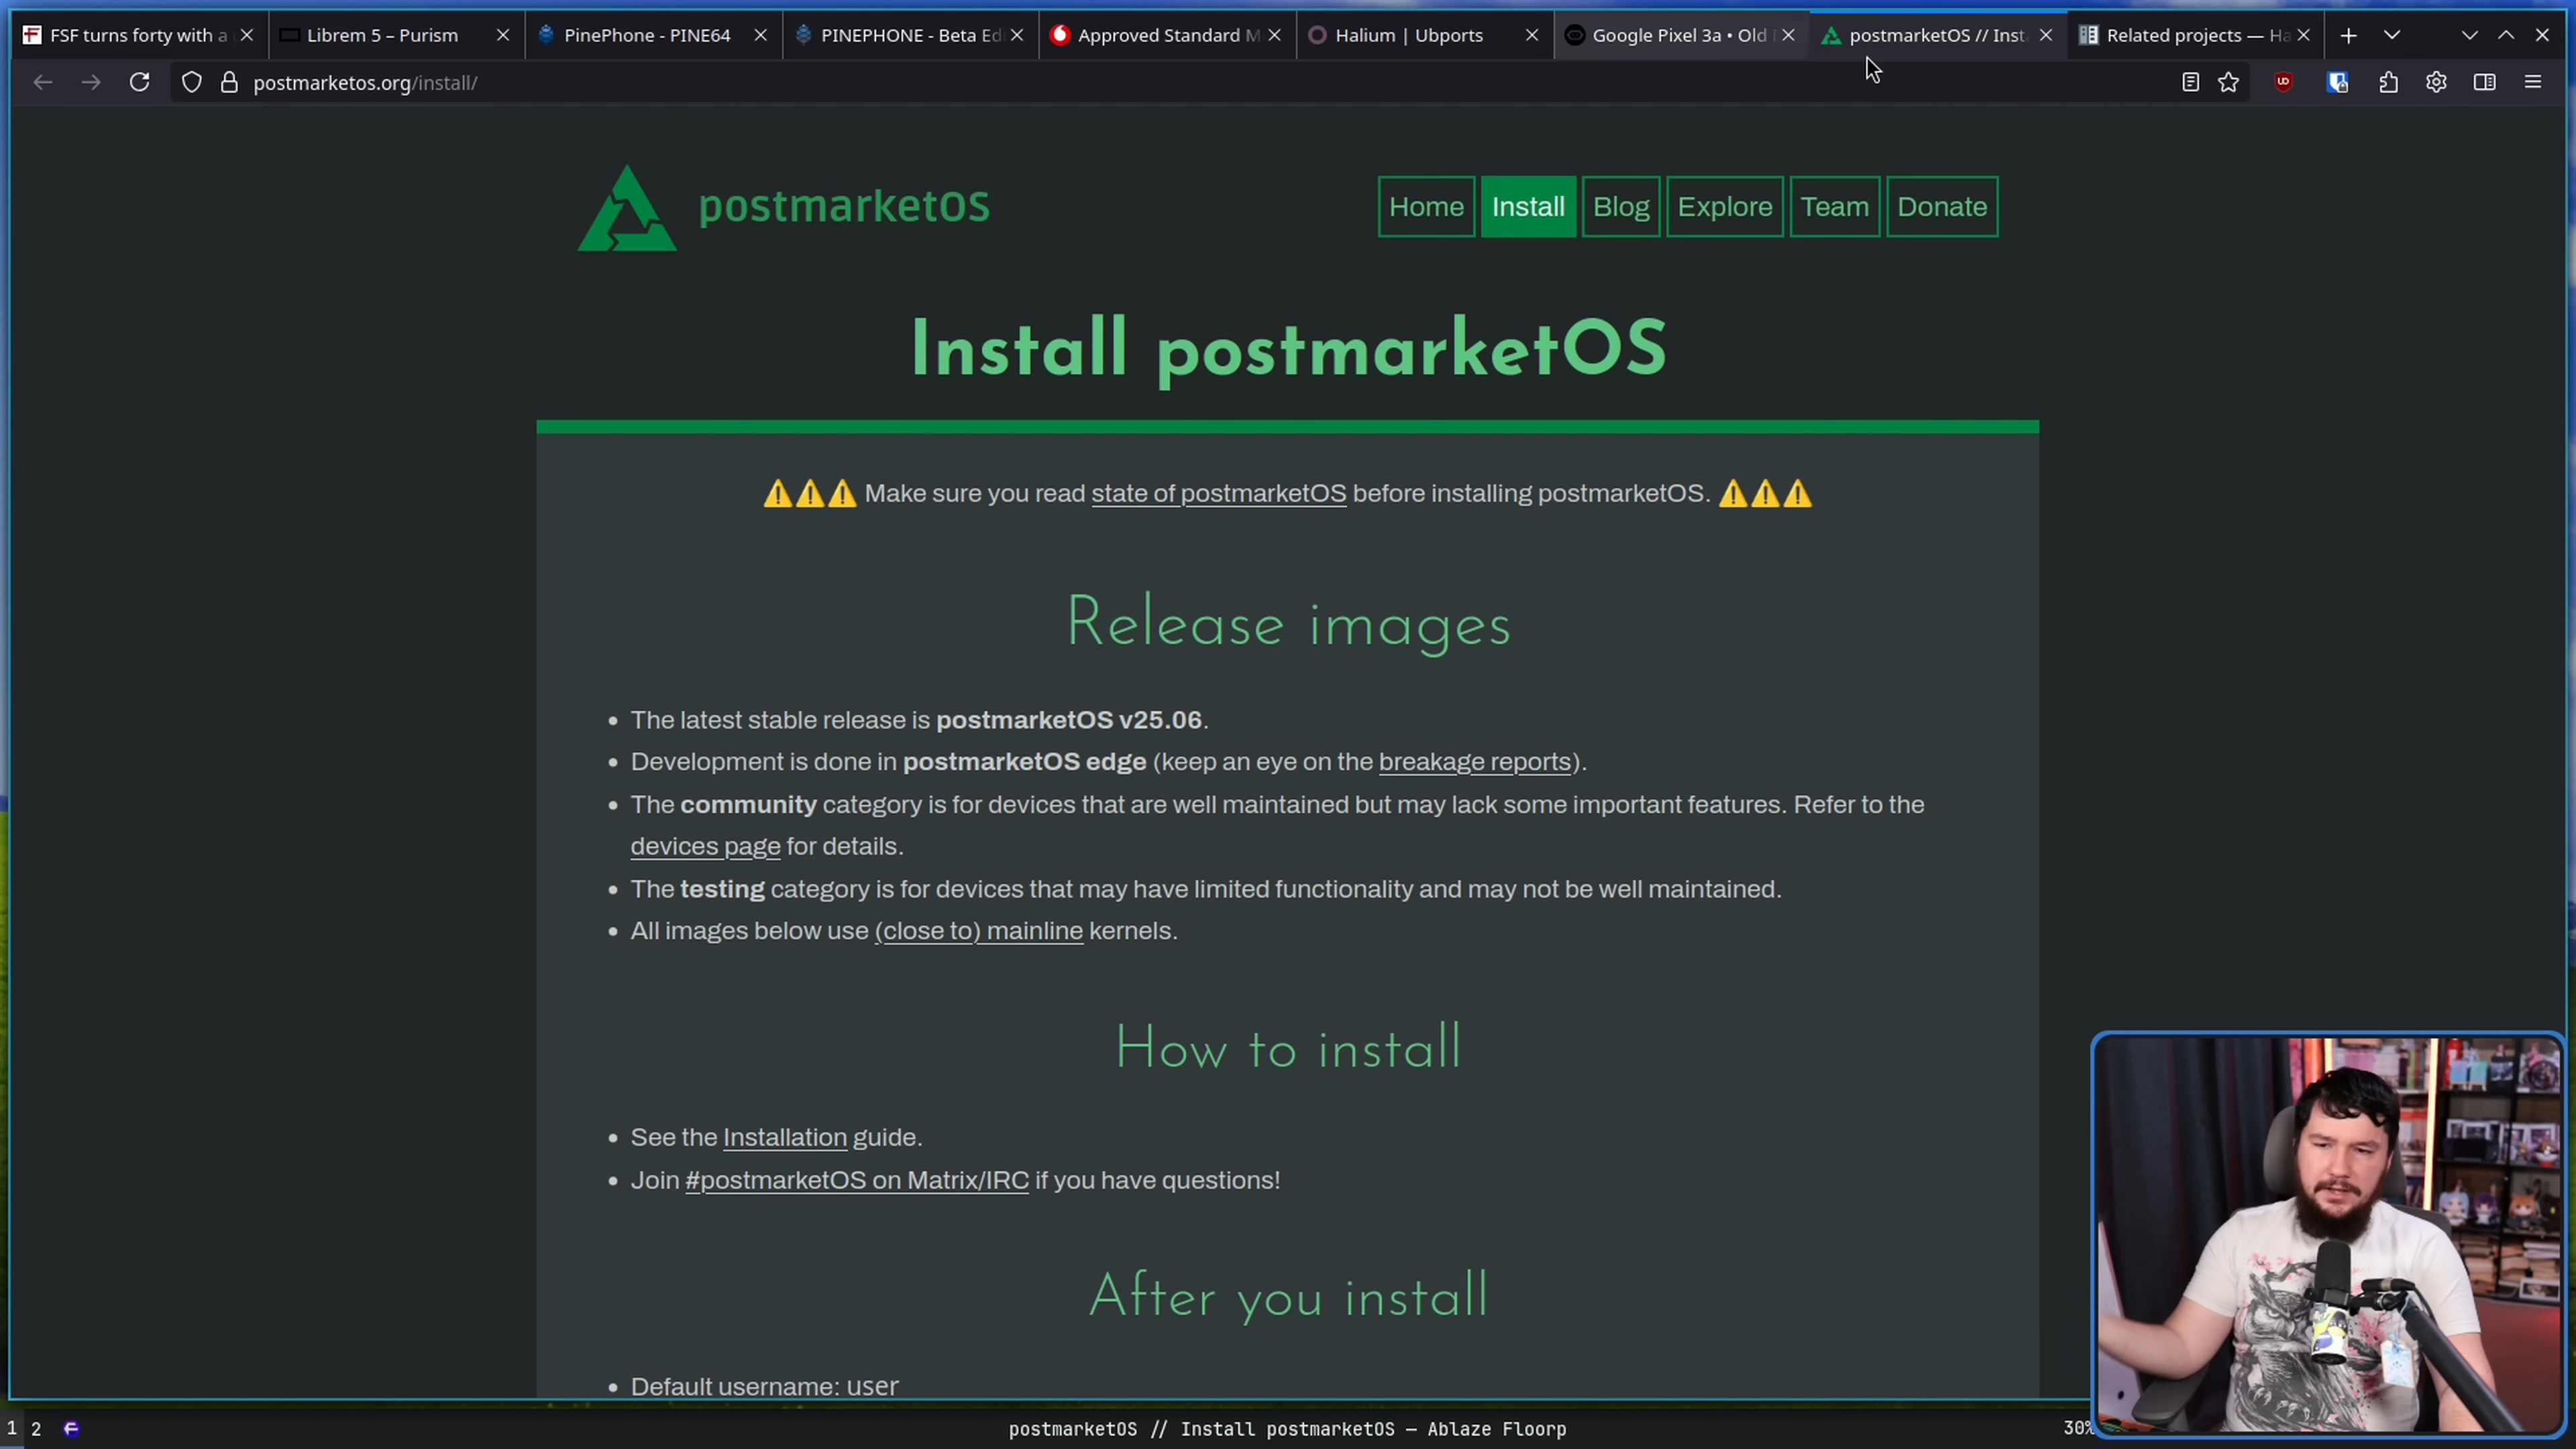 FSF turns forty with a
Librem 5 – Purism
PinePhone - PINE64
PINEPHONE - Beta Ed
Approved Standard M
Halium | Ubports
Google Pixel 3a • Old
postmarketOS // Inst
Related projects — Ha
postmarketos.org/install/
postmarketOS
Home
Install
Blog
Explore
Team
Donate
Install postmarketOS
⚠️⚠️⚠️ Make sure you read state of postmarketOS before installing postmarketOS. ⚠️⚠️⚠️
Release images
• The latest stable release is postmarketOS v25.06.
• Development is done in postmarketOS edge (keep an eye on the breakage reports).
• The community category is for devices that are well maintained but may lack some important features. Refer to the
devices page for details.
• The testing category is for devices that may have limited functionality and may not be well maintained.
• All images below use (close to) mainline kernels.
How to install
• See the Installation guide.
• Join #postmarketOS on Matrix/IRC if you have questions!
After you install
• Default username: user
1 2
postmarketOS // Install postmarketOS — Ablaze Floorp
30%